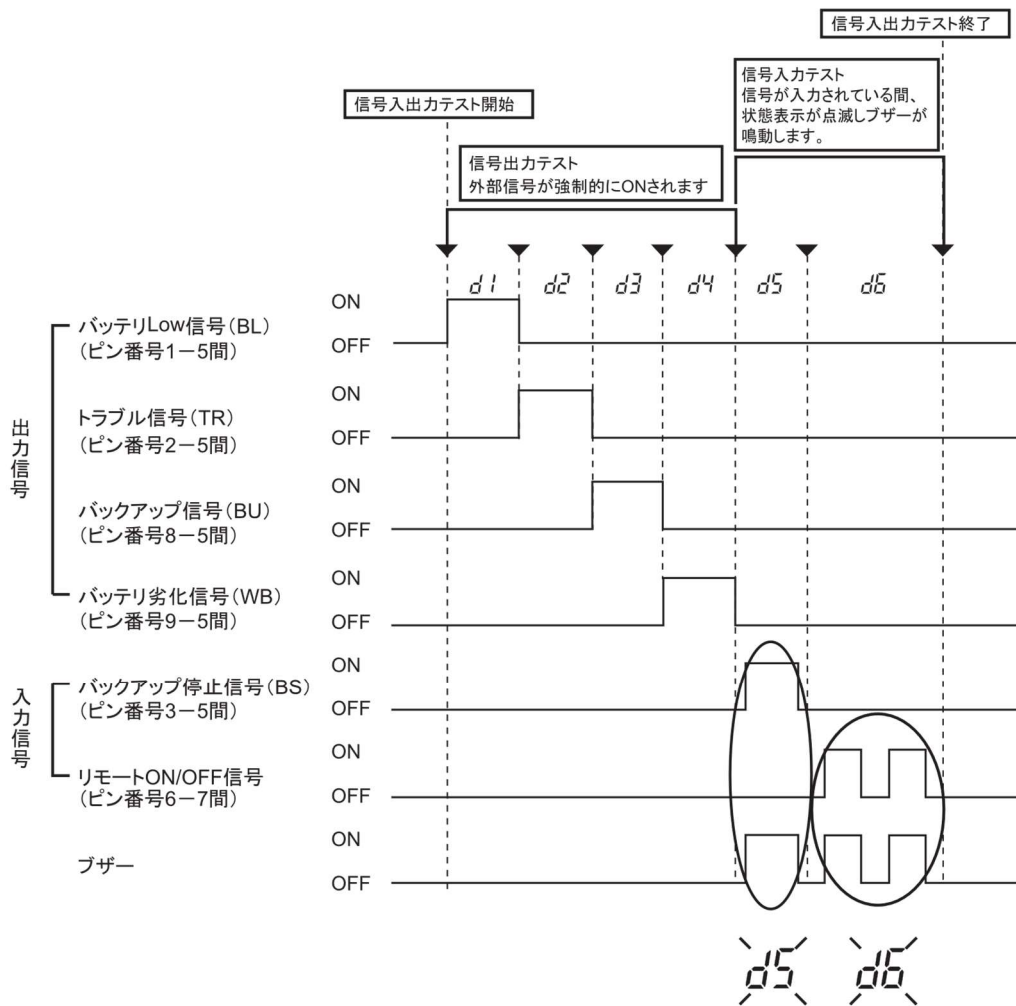 信号入出力テスト終了
信号入力テスト
信号が入力されている間、
状態表示が点滅しブザーが
鳴動します。
信号入出力テスト開始
信号出力テスト
外部信号が強制的にONされます
d1 d2 d3 d4 d5 d6
出力信号
バッテリLow信号(BL)
(ピン番号1-5間)
ON
OFF
トラブル信号(TR)
(ピン番号2-5間)
ON
OFF
バックアップ信号(BU)
(ピン番号8-5間)
ON
OFF
バッテリ劣化信号(WB)
(ピン番号9-5間)
ON
OFF
入力信号
バックアップ停止信号(BS)
(ピン番号3-5間)
ON
OFF
リモートON/OFF信号
(ピン番号6-7間)
ON
OFF
ブザー
ON
OFF
d5 d6